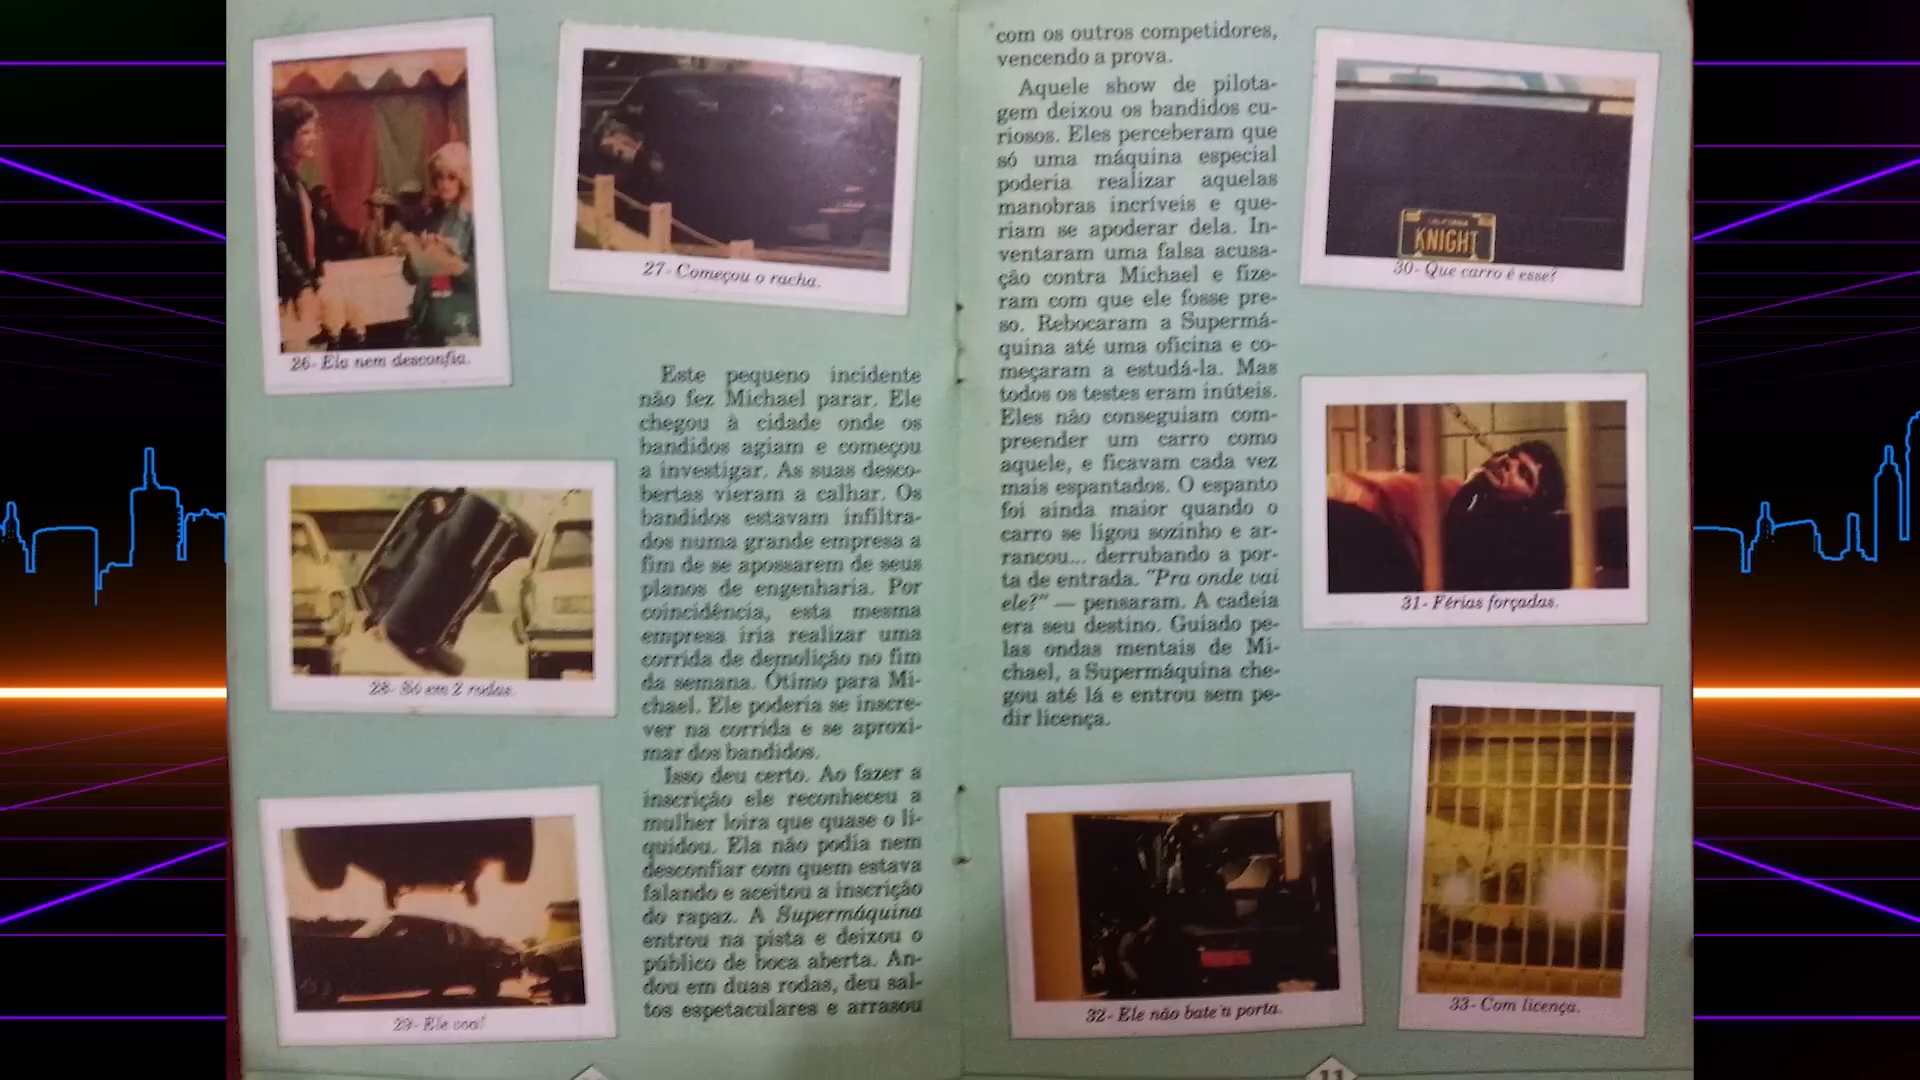 26- Ela nem desconfia.
27- Começou o racha.
28- Só em 2 rodas.
29- Ele voa!
Este pequeno incidente
não fez Michael parar. Ele
chegou à cidade onde os
bandidos agiam e começou
a investigar. As suas desco-
bertas vieram a calhar. Os
bandidos estavam infiltra-
dos numa grande empresa a
fim de se apossarem de seus
planos de engenharia. Por
coincidência, esta mesma
empresa iria realizar uma
corrida de demolição no fim
da semana. Ótimo para Mi-
chael. Ele poderia se inscre-
ver na corrida e se aproxi-
mar dos bandidos.
Isso deu certo. Ao fazer a
inscrição ele reconheceu a
mulher loira que quase o li-
quidou. Ela não podia nem
desconfiar com quem estava
falando e aceitou a inscrição
do rapaz. A Supermáquina
entrou na pista e deixou o
público de boca aberta. An-
dou em duas rodas, deu sal-
tos espetaculares e arrasou
com os outros competidores,
vencendo a prova.
Aquele show de pilota-
gem deixou os bandidos cu-
riosos. Eles perceberam que
só uma máquina especial
poderia realizar aquelas
manobras incríveis e que-
riam se apoderar dela. In-
ventaram uma falsa acusa-
ção contra Michael e fize-
ram com que ele fosse pre-
so. Rebocaram a Supermá-
quina até uma oficina e co-
meçaram a estudá-la. Mas
todos os testes eram inúteis.
Eles não conseguiam com-
preender um carro como
aquele, e ficavam cada vez
mais espantados. O espanto
foi ainda maior quando o
carro se ligou sozinho e ar-
rancou... derrubando a por-
ta de entrada. "Pra onde vai
ele?" — pensaram. A cadeia
era seu destino. Guiado pe-
las ondas mentais de Mi-
chael, a Supermáquina che-
gou até lá e entrou sem pe-
dir licença.
CALIFORNIA
KNIGHT
30- Que carro é esse?
31- Férias forçadas.
32- Ele não bate à porta.
33- Com licença.
11